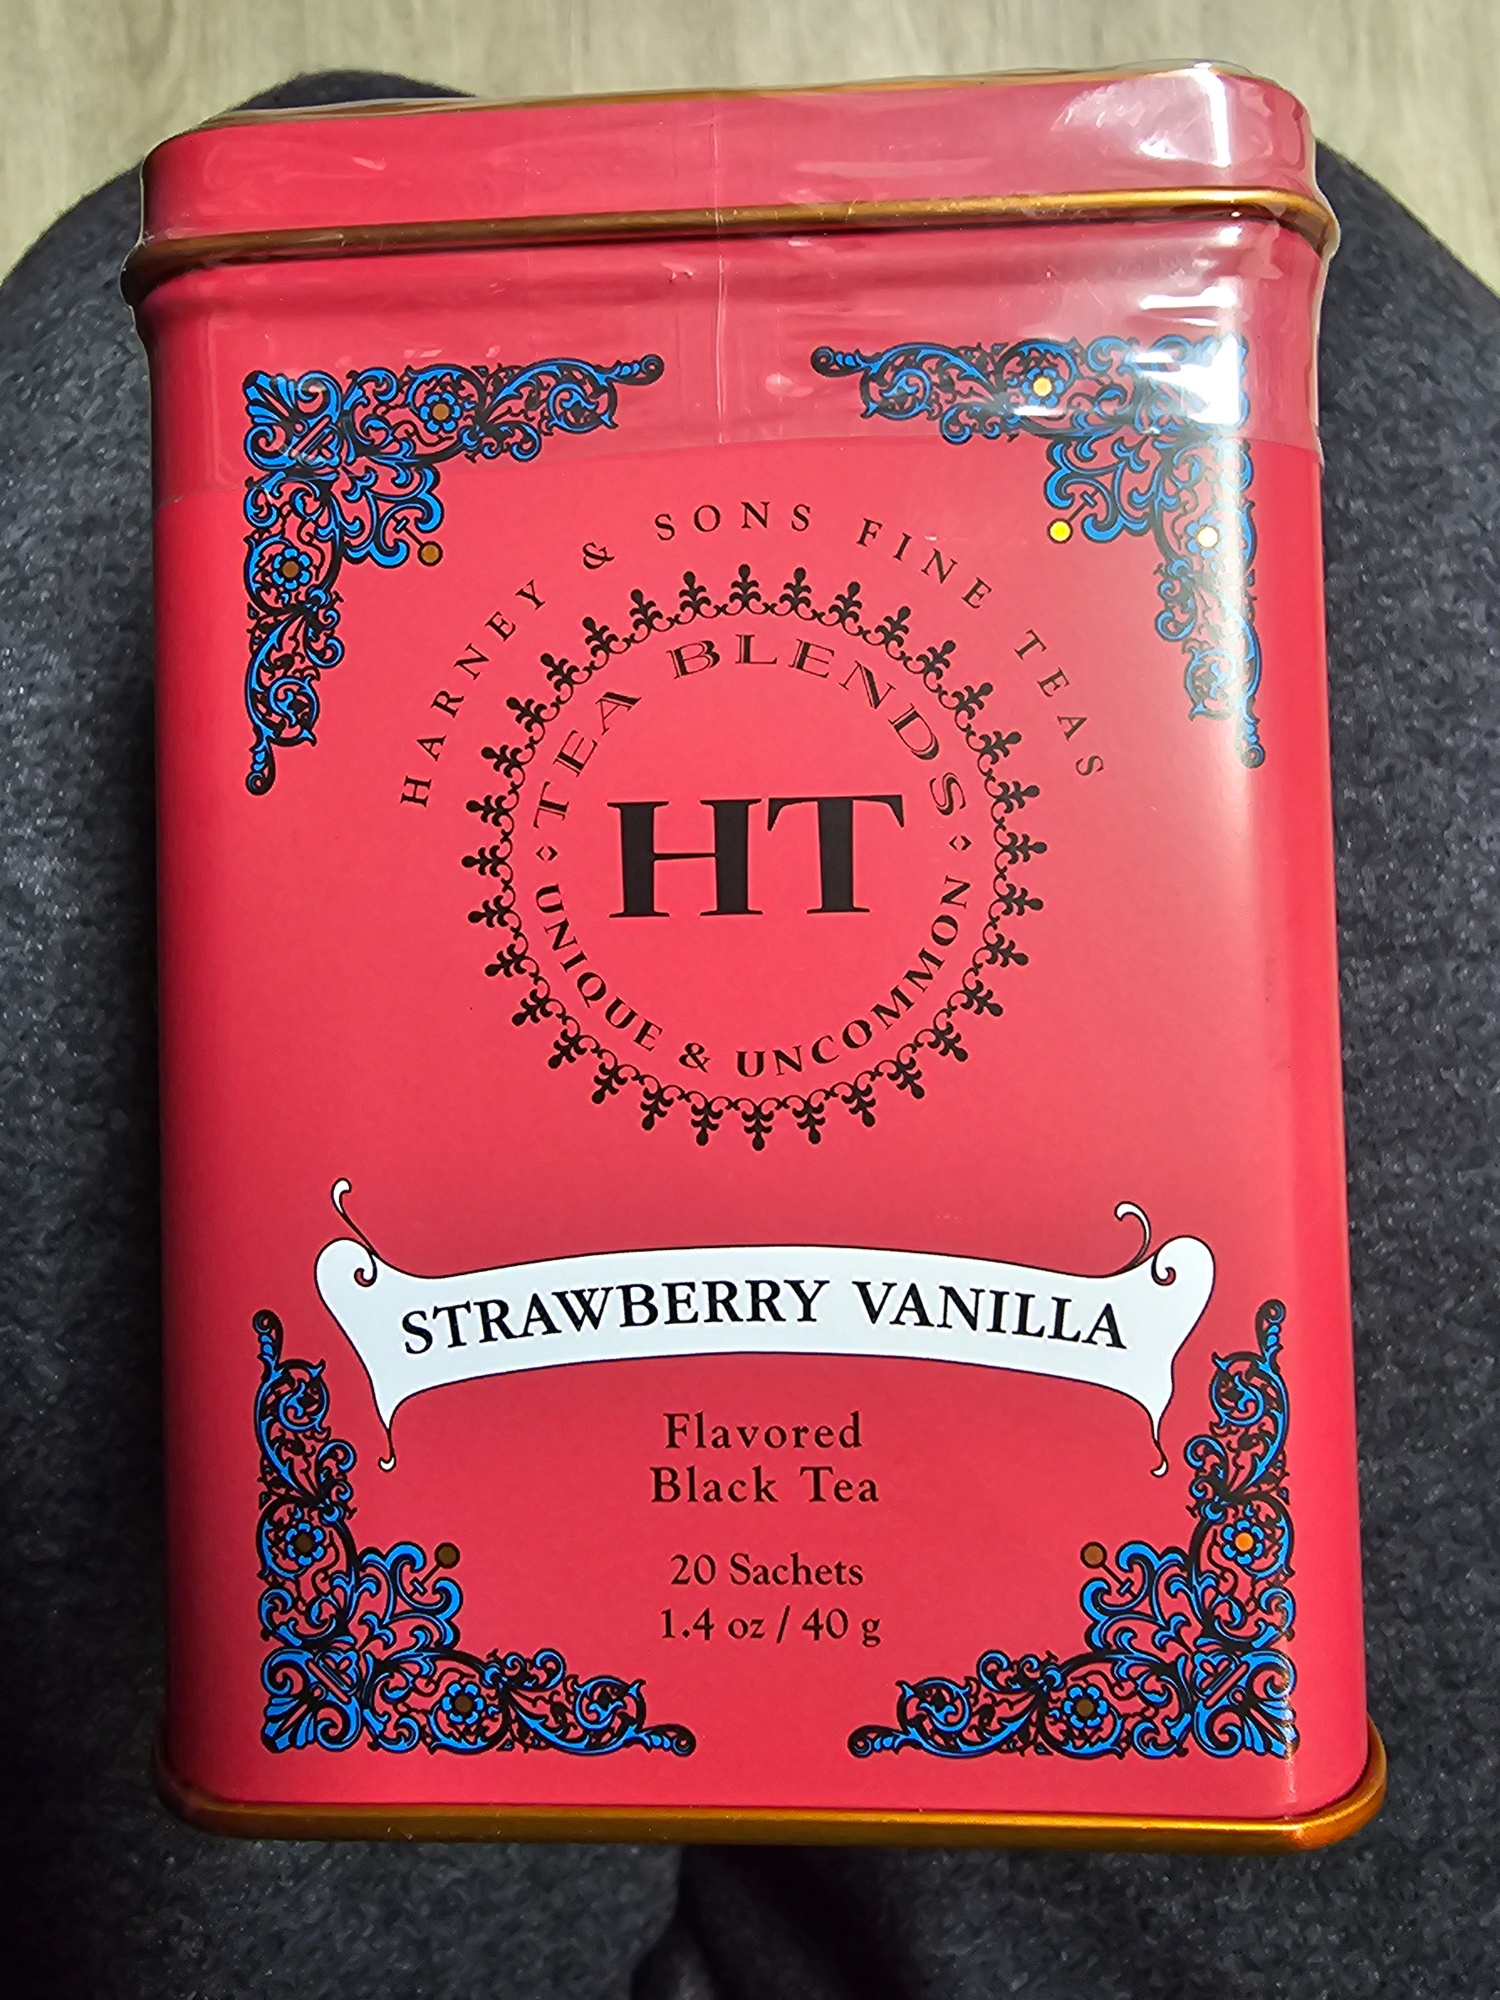 HARNEY & SONS FINE TEAS
TEA BLENDS
HT
UNIQUE & UNCOMMON
STRAWBERRY VANILLA
Flavored
Black Tea
20 Sachets
1.4 oz / 40 g